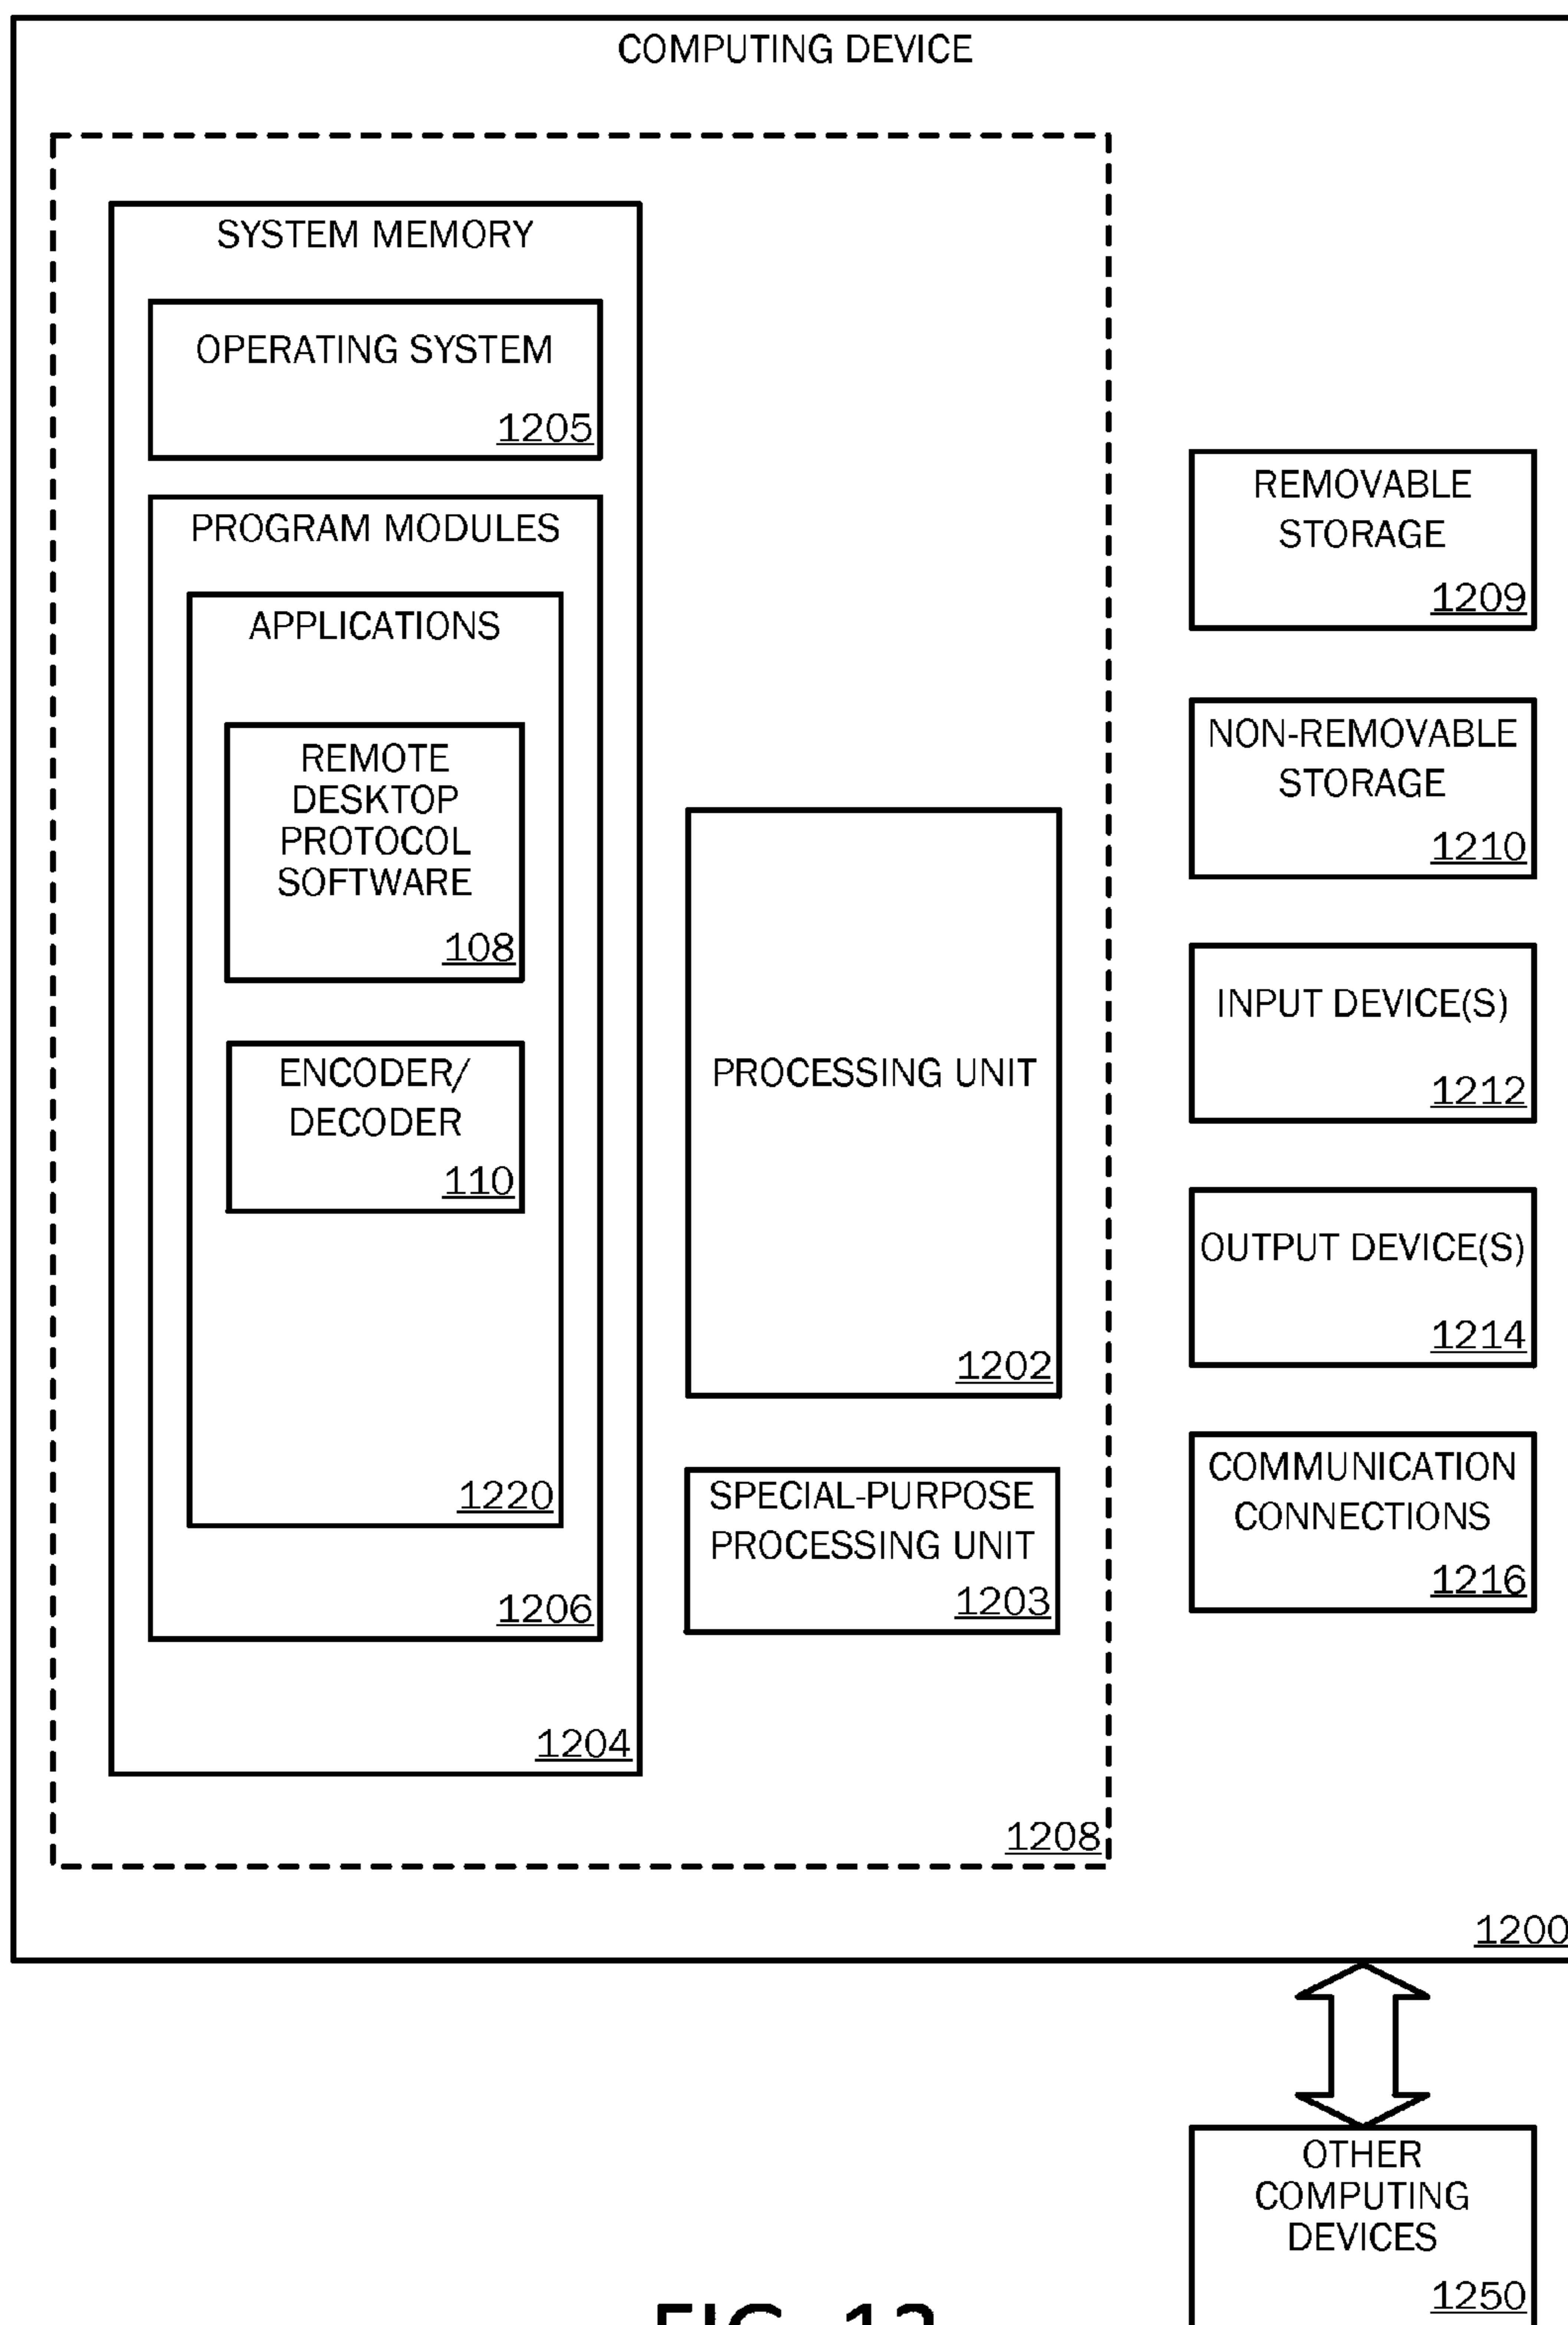 COMPUTING DEVICE
SYSTEM MEMORY
OPERATING SYSTEM
1205
PROGRAM MODULES
APPLICATIONS
REMOTE
DESKTOP
PROTOCOL
SOFTWARE
108
ENCODER/
DECODER
110
1220
1206
1204
PROCESSING UNIT
1202
SPECIAL-PURPOSE
PROCESSING UNIT
1203
1208
REMOVABLE
STORAGE
1209
NON-REMOVABLE
STORAGE
1210
INPUT DEVICE(S)
1212
OUTPUT DEVICE(S)
1214
COMMUNICATION
CONNECTIONS
1216
1200
OTHER
COMPUTING
DEVICES
1250
FIG